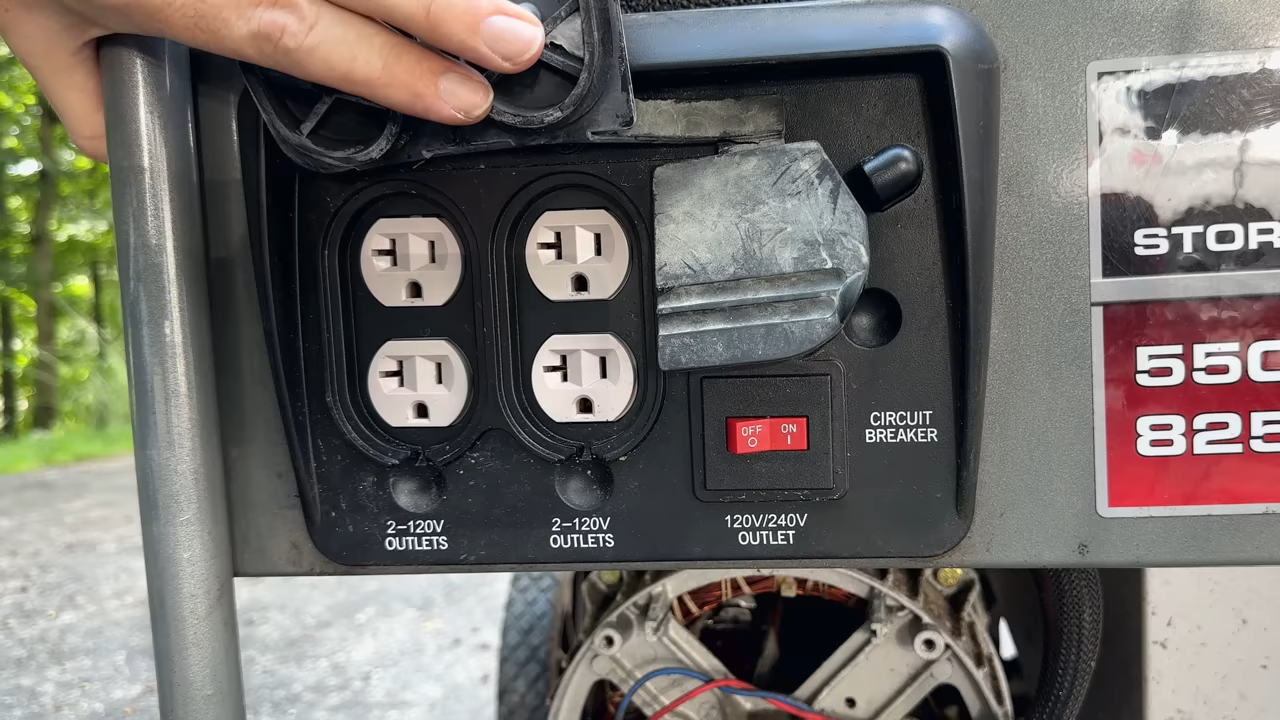 STOR
550
825
OFF ON
O I
CIRCUIT
BREAKER
2-120V
OUTLETS
2-120V
OUTLETS
120V/240V
OUTLET